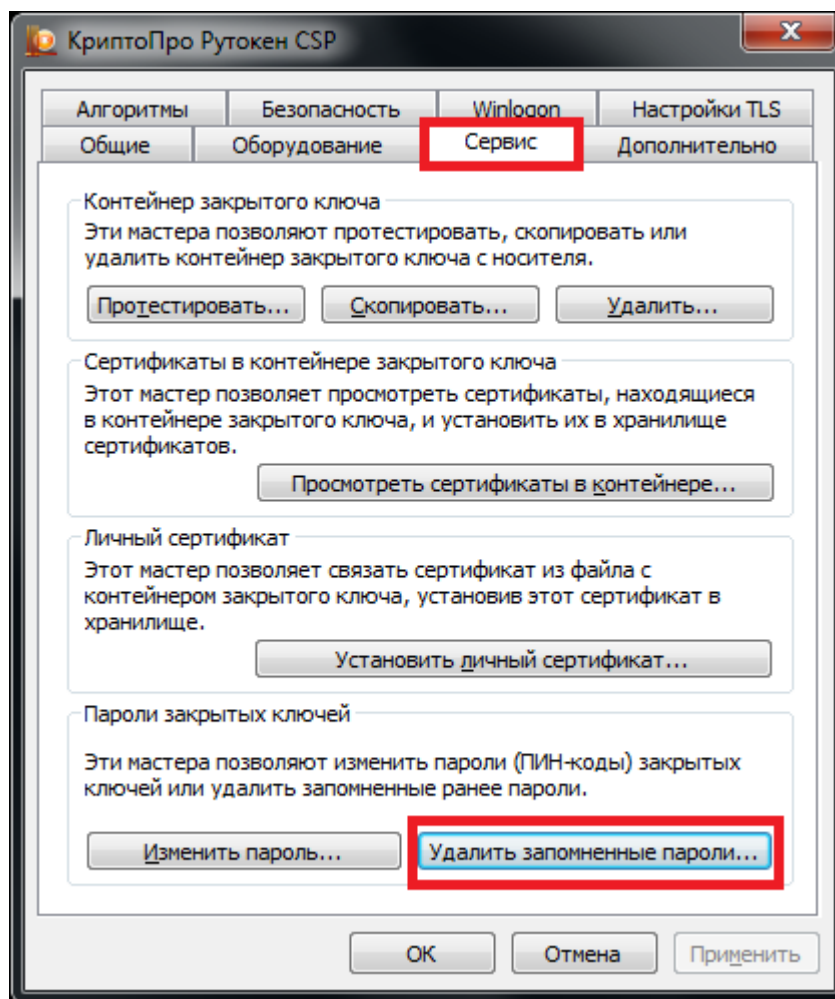 КриптоПро Рутокен CSP
Алгоритмы Безопасность Winlogon Настройки TLS
Общие Оборудование Сервис Дополнительно
Контейнер закрытого ключа
Эти мастера позволяют протестировать, скопировать или
удалить контейнер закрытого ключа с носителя.
Протестировать... Скопировать... Удалить...
Сертификаты в контейнере закрытого ключа
Этот мастер позволяет просмотреть сертификаты, находящиеся
в контейнере закрытого ключа, и установить их в хранилище
сертификатов.
Просмотреть сертификаты в контейнере...
Личный сертификат
Этот мастер позволяет связать сертификат из файла с
контейнером закрытого ключа, установив этот сертификат в
хранилище.
Установить личный сертификат...
Пароли закрытых ключей
Эти мастера позволяют изменить пароли (ПИН-коды) закрытых
ключей или удалить запомненные ранее пароли.
Изменить пароль... Удалить запомненные пароли...
ОК Отмена Применить